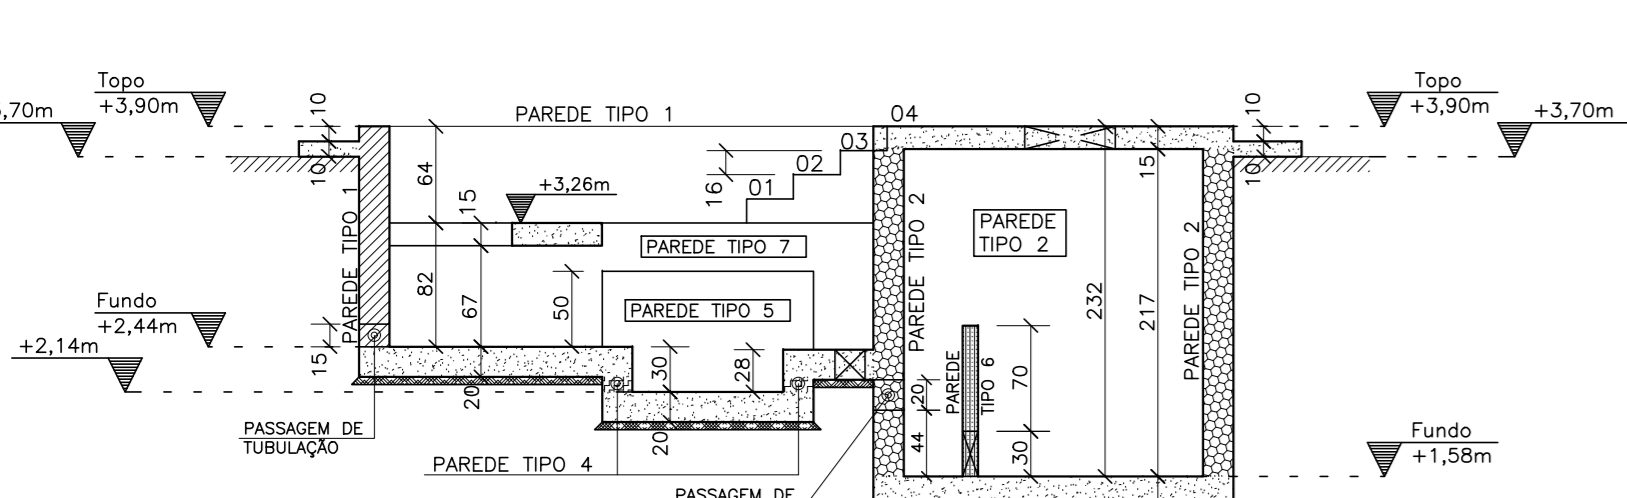 Topo
+3,90m
,70m
10
10
PAREDE TIPO 1
04
03
02
01
16
64
15
+3,26m
PAREDE TIPO 1
82
67
50
PAREDE TIPO 7
PAREDE TIPO 5
Fundo
+2,44m
+2,14m
15
20
30
28
20
PASSAGEM DE
TUBULAÇÃO
PAREDE TIPO 4
PASSAGEM DE
PAREDE TIPO 2
PAREDE
TIPO 2
232
15
217
PAREDE TIPO 2
PAREDE
TIPO 6
70
30
20
44
10
10
Topo
+3,90m
+3,70m
Fundo
+1,58m